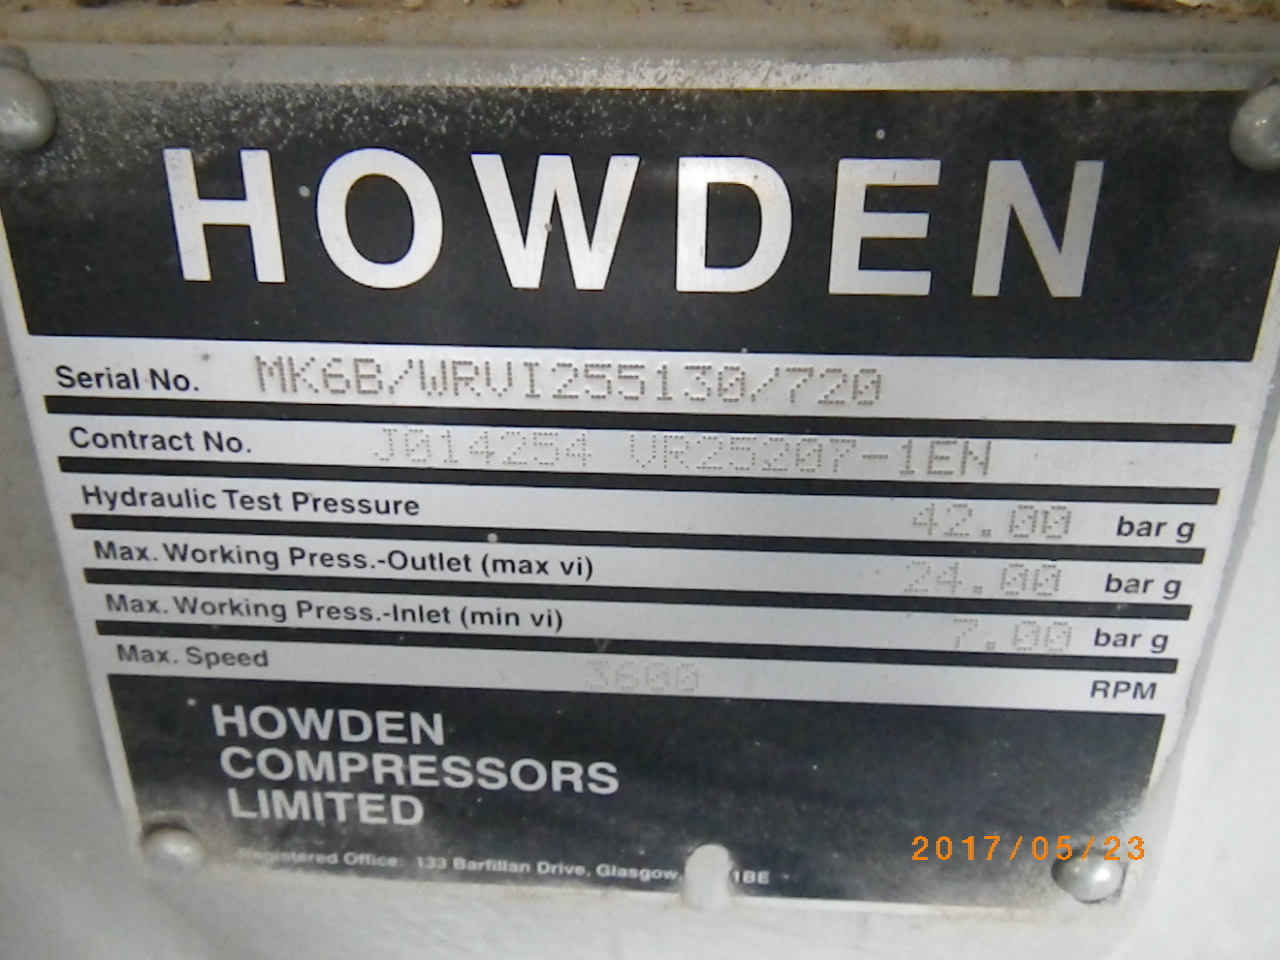 HOWDEN
Serial No. MK6B/WRVI255130/720
Contract No. J014254 VR25207-1EN
Hydraulic Test Pressure 42.00 bar g
Max. Working Press.-Outlet (max vi) 24.00 bar g
Max. Working Press.-Inlet (min vi) 7.00 bar g
Max. Speed 3600 RPM
HOWDEN
COMPRESSORS
LIMITED
Office: 133 Barfillan Drive, Glasgow, 1BE
2017/05/23